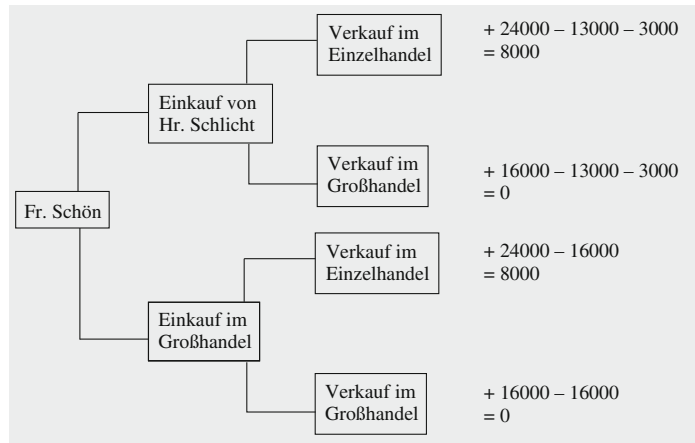 Verkauf im
Einzelhandel
+ 24000 – 13000 – 3000
= 8000
Einkauf von
Hr. Schlicht
Verkauf im
Großhandel
+ 16000 – 13000 – 3000
= 0
Fr. Schön
Verkauf im
Einzelhandel
+ 24000 – 16000
= 8000
Einkauf im
Großhandel
Verkauf im
Großhandel
+ 16000 – 16000
= 0